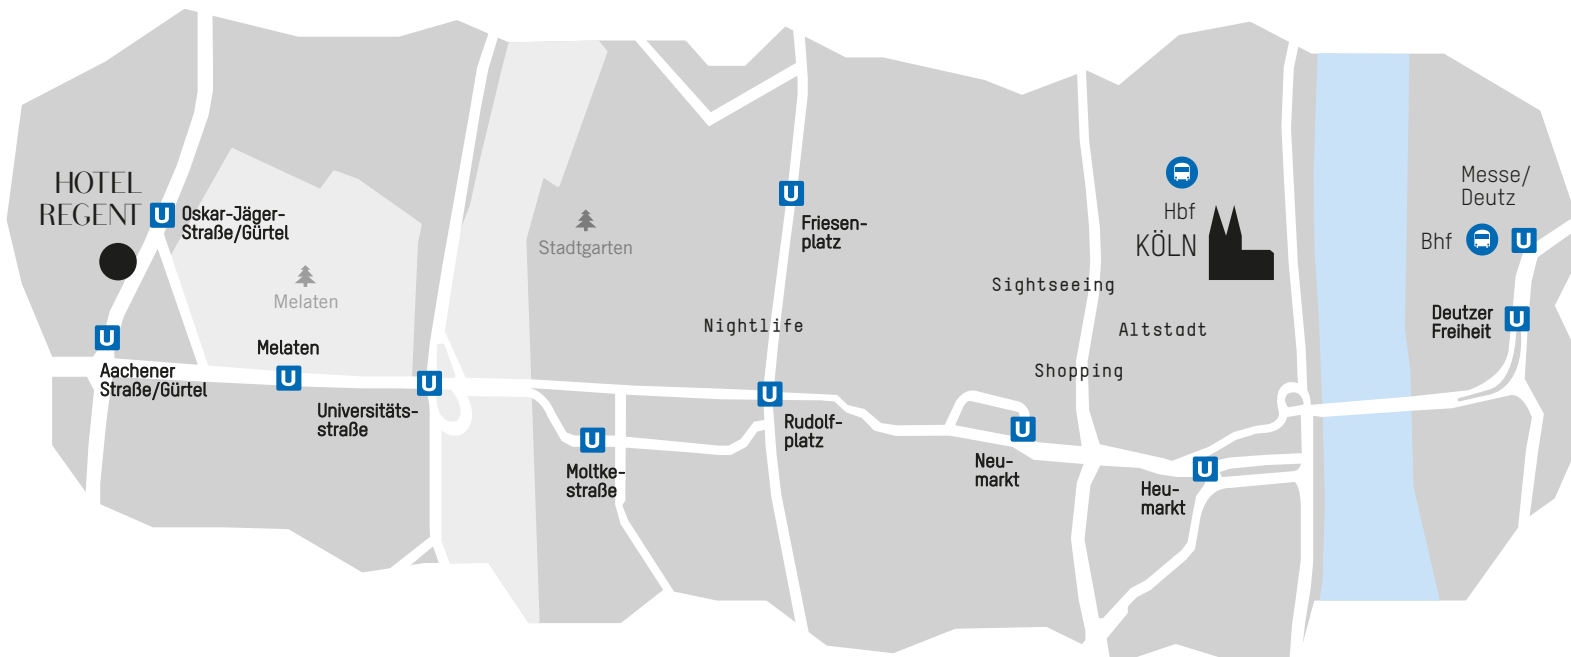 HOTEL
REGENT
U
Oskar-Jäger-
Straße/Gürtel
U
Aachener
Straße/Gürtel
Melaten
Melaten
U
Universitäts-
straße
U
Stadtgarten
U
Moltke-
straße
U
Friesen-
platz
Nightlife
U
Rudolf-
platz
Sightseeing
Altstadt
Shopping
U
Neu-
markt
Hbf
KÖLN
U
Heu-
markt
Messe/
Deutz
Bhf
U
Deutzer
Freiheit
U